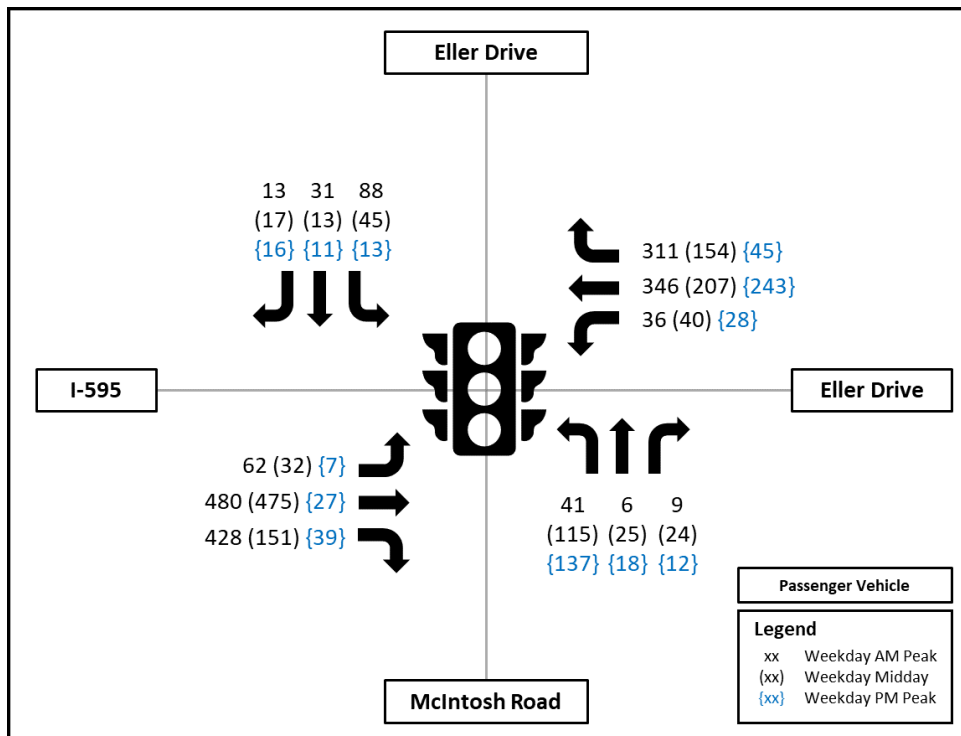 Eller Drive
13 31 88
(17) (13) (45)
{16} {11} {13}
311 (154) {45}
346 (207) {243}
36 (40) {28}
I-595
Eller Drive
62 (32) {7}
480 (475) {27}
428 (151) {39}
41 6 9
(115) (25) (24)
{137} {18} {12}
Passenger Vehicle
Legend
xx Weekday AM Peak
(xx) Weekday Midday
{xx} Weekday PM Peak
McIntosh Road